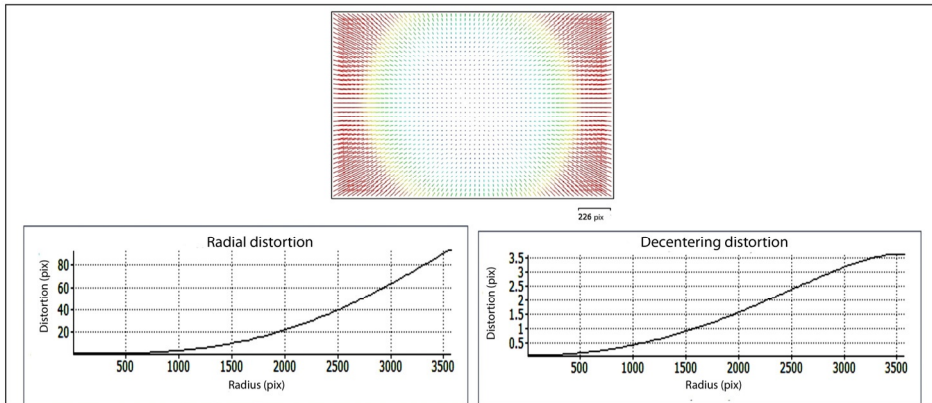 226 pix
Radial distortion
Distortion (pix)
80
60
40
20
500 1000 1500 2000 2500 3000 3500
Radius (pix)
Decentering distortion
Distortion (pix)
3.5
3
2.5
2
1.5
1
0.5
500 1000 1500 2000 2500 3000 3500
Radius (pix)